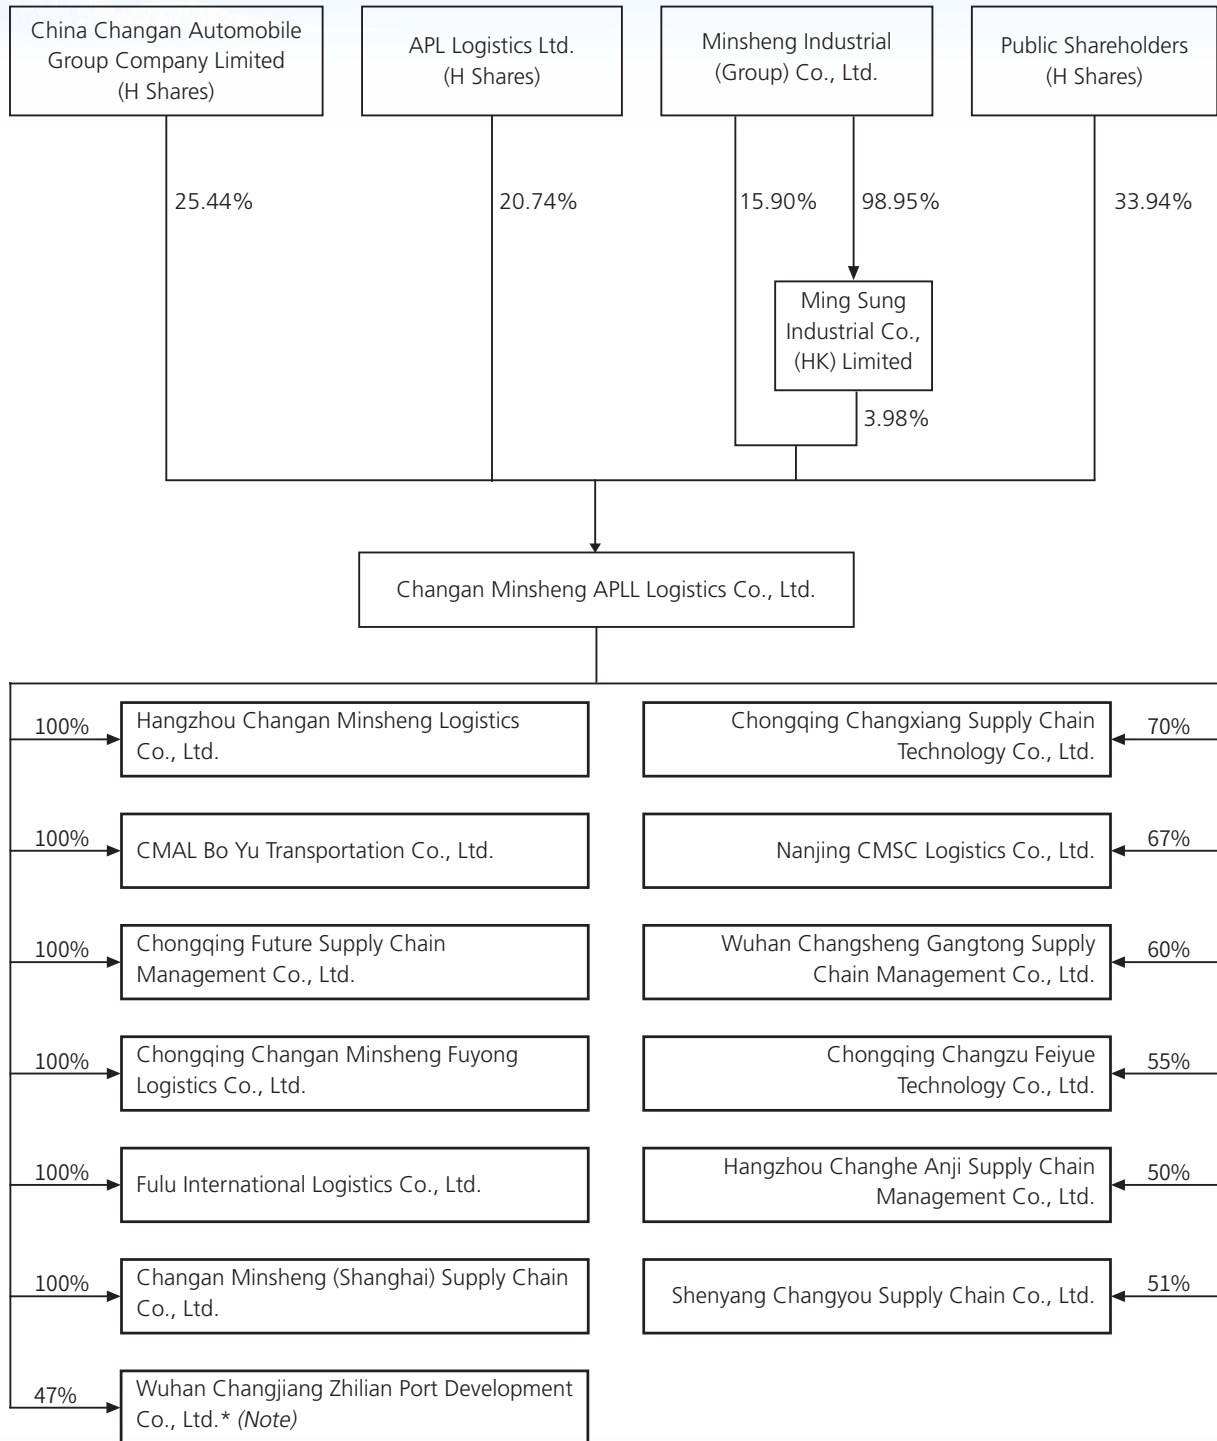 China Changan Automobile
Group Company Limited
(H Shares)
APL Logistics Ltd.
(H Shares)
Minsheng Industrial
(Group) Co., Ltd.
Public Shareholders
(H Shares)
25.44%
20.74%
15.90%
98.95%
33.94%
Ming Sung
Industrial Co.,
(HK) Limited
3.98%
Changan Minsheng APLL Logistics Co., Ltd.
100%
Hangzhou Changan Minsheng Logistics
Co., Ltd.
Chongqing Changxiang Supply Chain
Technology Co., Ltd.
70%
100%
CMAL Bo Yu Transportation Co., Ltd.
Nanjing CMSC Logistics Co., Ltd.
67%
100%
Chongqing Future Supply Chain
Management Co., Ltd.
Wuhan Changsheng Gangtong Supply
Chain Management Co., Ltd.
60%
100%
Chongqing Changan Minsheng Fuyong
Logistics Co., Ltd.
Chongqing Changzu Feiyue
Technology Co., Ltd.
55%
100%
Fulu International Logistics Co., Ltd.
Hangzhou Changhe Anji Supply Chain
Management Co., Ltd.
50%
100%
Changan Minsheng (Shanghai) Supply Chain
Co., Ltd.
Shenyang Changyou Supply Chain Co., Ltd.
51%
47%
Wuhan Changjiang Zhilian Port Development
Co., Ltd.* (Note)